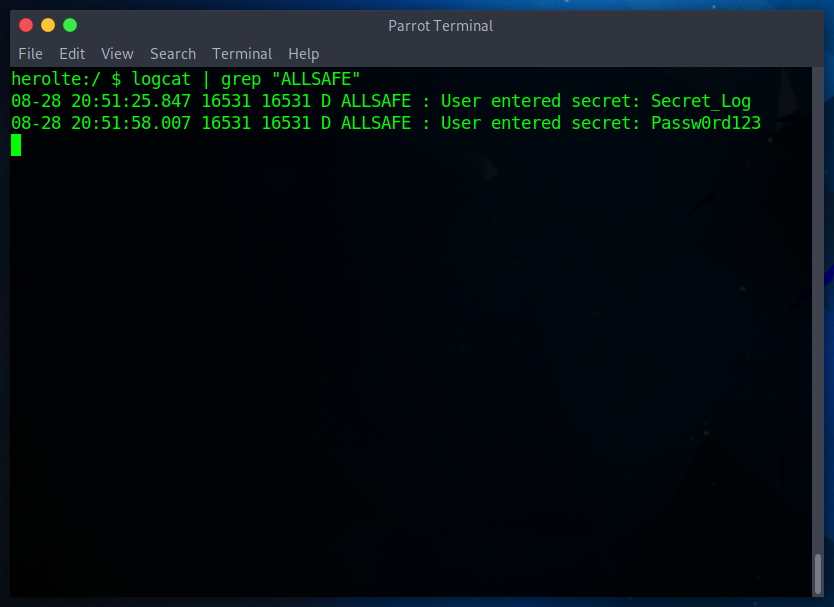 Parrot Terminal
File Edit View Search Terminal Help
herolte:/ $ logcat | grep "ALLSAFE"
08-28 20:51:25.847 16531 16531 D ALLSAFE : User entered secret: Secret_Log
08-28 20:51:58.007 16531 16531 D ALLSAFE : User entered secret: Passw0rd123